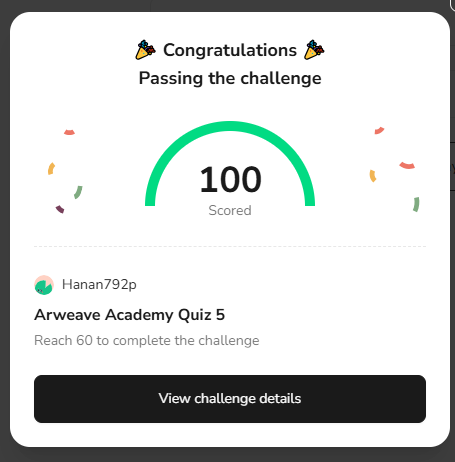 Congratulations
Passing the challenge
100
Scored
Hanan792p
Arweave Academy Quiz 5
Reach 60 to complete the challenge
View challenge details